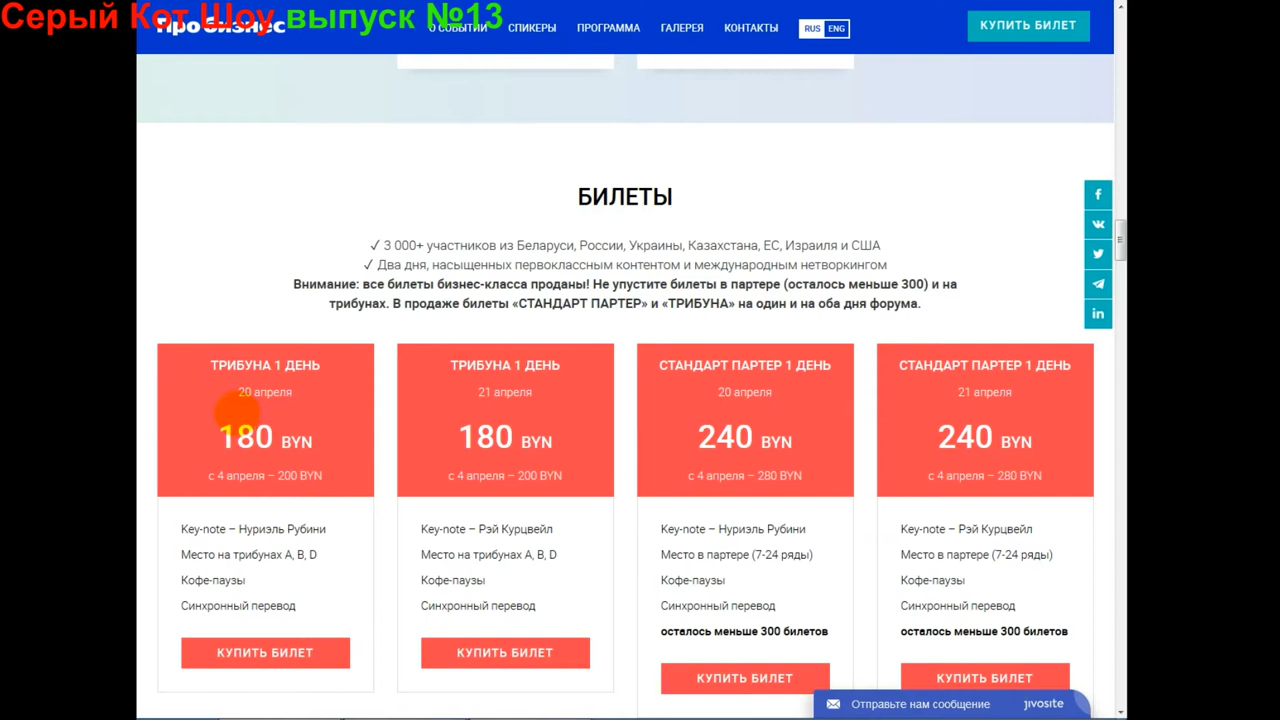 Серый Кот Шоу выпуск №13
Про бизнес
О СОБЫТИИ
СПИКЕРЫ
ПРОГРАММА
ГАЛЕРЕЯ
КОНТАКТЫ
RUS ENG
КУПИТЬ БИЛЕТ
БИЛЕТЫ
✓ 3 000+ участников из Беларуси, России, Украины, Казахстана, ЕС, Израиля и США
✓ Два дня, насыщенных первоклассным контентом и международным нетворкингом
Внимание: все билеты бизнес-класса проданы! Не упустите билеты в партере (осталось меньше 300) и на
трибунах. В продаже билеты «СТАНДАРТ ПАРТЕР» и «ТРИБУНА» на один и на оба дня форума.
ТРИБУНА 1 ДЕНЬ
20 апреля
180 BYN
с 4 апреля – 200 BYN
Key-note – Нуриэль Рубини
Место на трибунах A, B, D
Кофе-паузы
Синхронный перевод
КУПИТЬ БИЛЕТ
ТРИБУНА 1 ДЕНЬ
21 апреля
180 BYN
с 4 апреля – 200 BYN
Key-note – Рэй Курцвейл
Место на трибунах A, B, D
Кофе-паузы
Синхронный перевод
КУПИТЬ БИЛЕТ
СТАНДАРТ ПАРТЕР 1 ДЕНЬ
20 апреля
240 BYN
с 4 апреля – 280 BYN
Key-note – Нуриэль Рубини
Место в партере (7-24 ряды)
Кофе-паузы
Синхронный перевод
осталось меньше 300 билетов
КУПИТЬ БИЛЕТ
СТАНДАРТ ПАРТЕР 1 ДЕНЬ
21 апреля
240 BYN
с 4 апреля – 280 BYN
Key-note – Рэй Курцвейл
Место в партере (7-24 ряды)
Кофе-паузы
Синхронный перевод
осталось меньше 300 билетов
КУПИТЬ БИЛЕТ
Отправьте нам сообщение jivosite